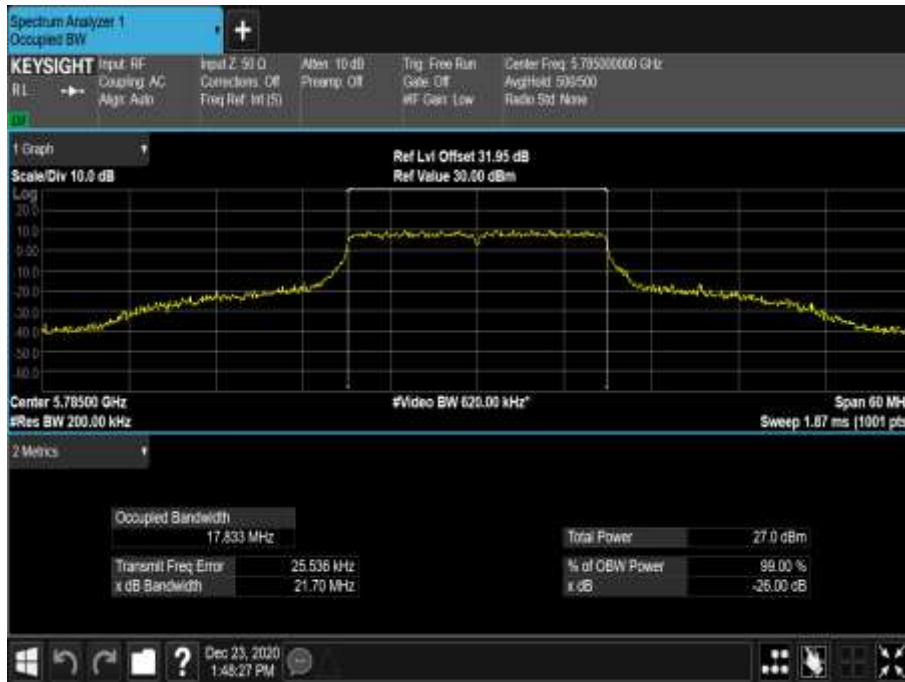 Spectrum Analyzer 1
Occupied BW
+
KEYSIGHT
RL
Input: RF
Coupling: AC
Align: Auto
Input Z: 50 Ω
Corrections: Off
Freq Ref: Int (S)
Atten: 10 dB
Preamp: Off
Trig: Free Run
Gate: Off
#IF Gain: Low
Center Freq: 5.785000000 GHz
Avg|Hold: 500/500
Radio Std: None
1 Graph
Ref Lvl Offset 31.95 dB
Scale/Div 10.0 dB
Ref Value 30.00 dBm
Log
20.0
10.0
0.00
-10.0
-20.0
-30.0
-40.0
-50.0
-60.0
Center 5.78500 GHz
#Video BW 620.00 kHz*
Span 60 MH
#Res BW 200.00 kHz
Sweep 1.87 ms (1001 pts
2 Metrics
Occupied Bandwidth
17.833 MHz
Total Power 27.0 dBm
Transmit Freq Error 25.536 kHz
% of OBW Power 99.00 %
x dB Bandwidth 21.70 MHz
x dB -26.00 dB
?
Dec 23, 2020
1:48:27 PM